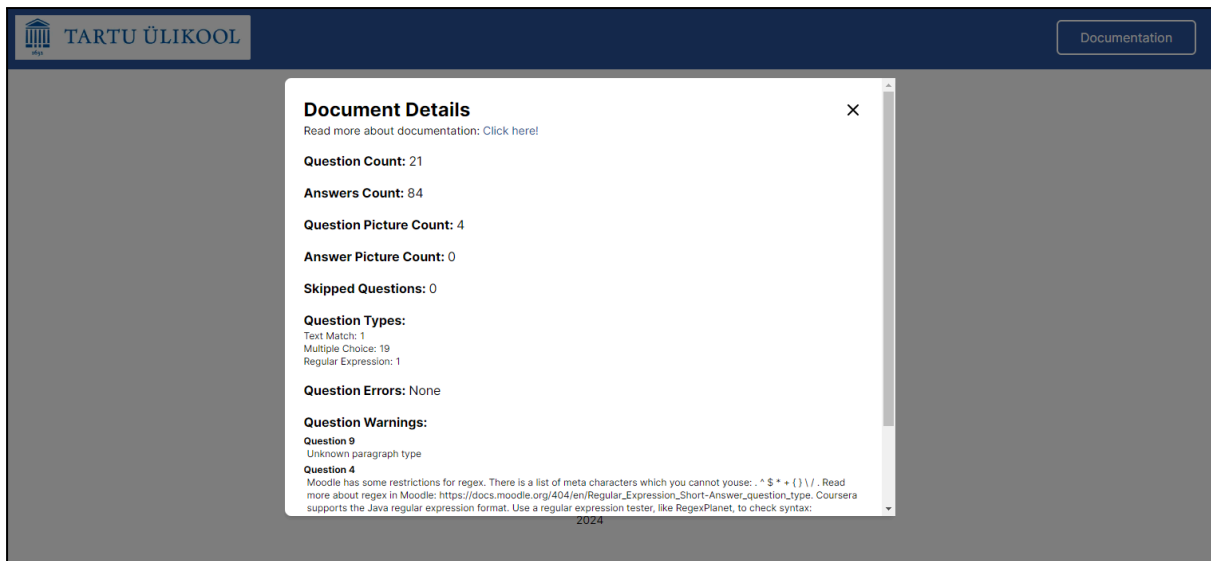 TARTU ÜLIKOOL
1632
Documentation
Document Details
Read more about documentation: Click here!
Question Count: 21
Answers Count: 84
Question Picture Count: 4
Answer Picture Count: 0
Skipped Questions: 0
Question Types:
Text Match: 1
Multiple Choice: 19
Regular Expression: 1
Question Errors: None
Question Warnings:
Question 9
Unknown paragraph type
Question 4
Moodle has some restrictions for regex. There is a list of meta characters which you cannot youse: . ^ $ * + { } \ / . Read
more about regex in Moodle: https://docs.moodle.org/404/en/Regular_Expression_Short-Answer_question_type. Coursera
supports the Java regular expression format. Use a regular expression tester, like RegexPlanet, to check syntax:
2024